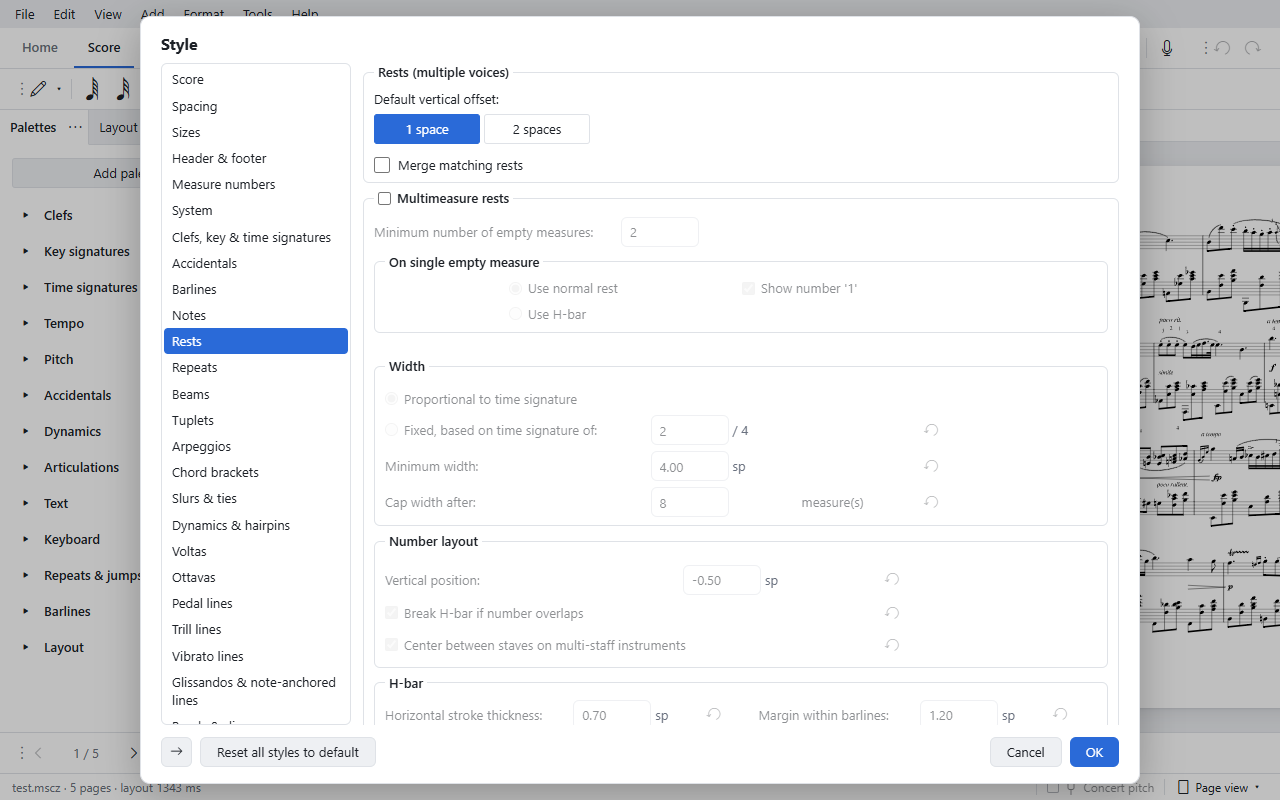 File Edit View Add Format Tools Help
Style
Home Score
Palettes Layout
Add pale
Clefs
Key signatures
Time signatures
Tempo
Pitch
Accidentals
Dynamics
Articulations
Text
Keyboard
Repeats & jumps
Barlines
Layout
Score
Spacing
Sizes
Header & footer
Measure numbers
System
Clefs, key & time signatures
Accidentals
Barlines
Notes
Rests
Repeats
Beams
Tuplets
Arpeggios
Chord brackets
Slurs & ties
Dynamics & hairpins
Voltas
Ottavas
Pedal lines
Trill lines
Vibrato lines
Glissandos & note-anchored
lines
Rests (multiple voices)
Default vertical offset:
1 space 2 spaces
Merge matching rests
Multimeasure rests
Minimum number of empty measures: 2
On single empty measure
Use normal rest Show number '1'
Use H-bar
Width
Proportional to time signature
Fixed, based on time signature of: 2 / 4
Minimum width: 4.00 sp
Cap width after: 8 measure(s)
Number layout
Vertical position: -0.50 sp
Break H-bar if number overlaps
Center between staves on multi-staff instruments
H-bar
Horizontal stroke thickness: 0.70 sp Margin within barlines: 1.20 sp
poco rit.
simile
a tempo
poco rallent.
1 / 5
Reset all styles to default Cancel OK
test.mscz · 5 pages · layout 1343 ms
Concert pitch Page view